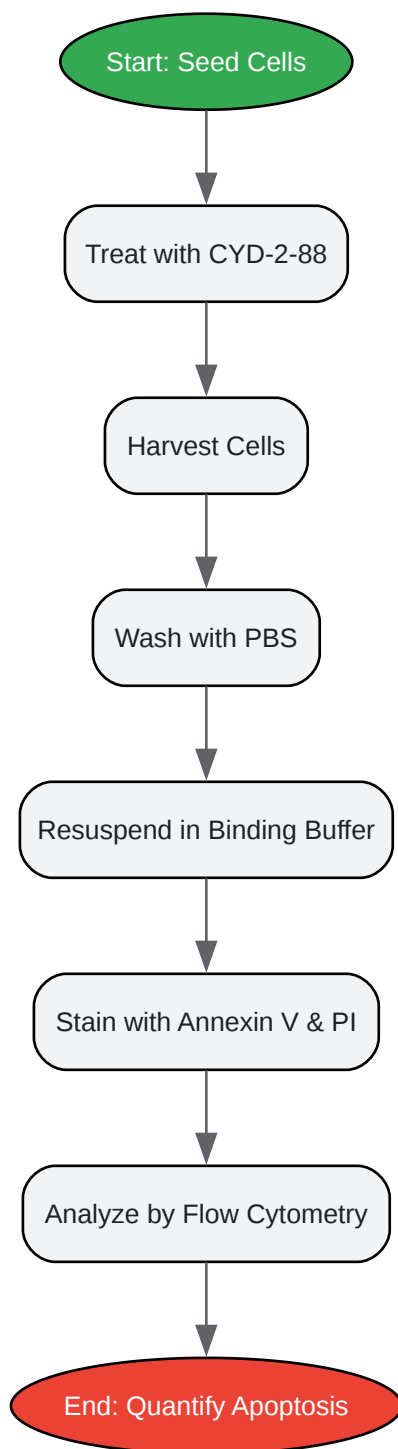 Start: Seed Cells
Treat with CYD-2-88
Harvest Cells
Wash with PBS
Resuspend in Binding Buffer
Stain with Annexin V & PI
Analyze by Flow Cytometry
End: Quantify Apoptosis